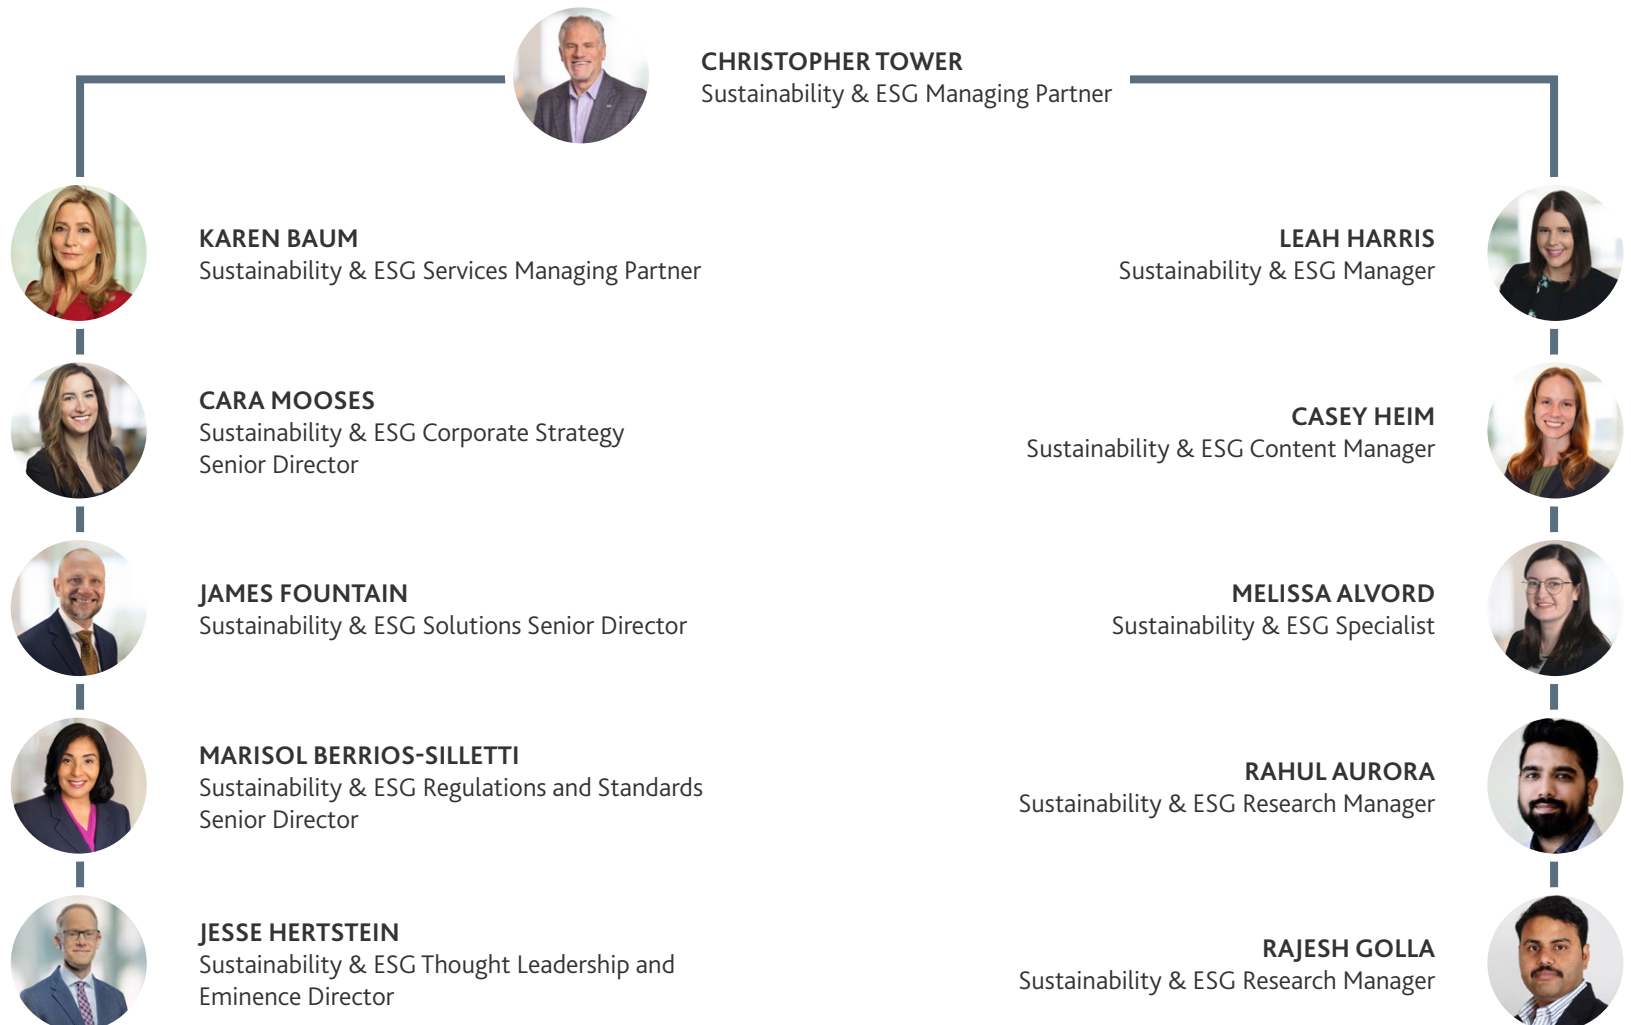 CHRISTOPHER TOWER
Sustainability & ESG Managing Partner
KAREN BAUM
Sustainability & ESG Services Managing Partner
CARA MOOSES
Sustainability & ESG Corporate Strategy
Senior Director
JAMES FOUNTAIN
Sustainability & ESG Solutions Senior Director
MARISOL BERRIOS-SILLETTI
Sustainability & ESG Regulations and Standards
Senior Director
JESSE HERTSTEIN
Sustainability & ESG Thought Leadership and
Eminence Director
LEAH HARRIS
Sustainability & ESG Manager
CASEY HEIM
Sustainability & ESG Content Manager
MELISSA ALVORD
Sustainability & ESG Specialist
RAHUL AURORA
Sustainability & ESG Research Manager
RAJESH GOLLA
Sustainability & ESG Research Manager